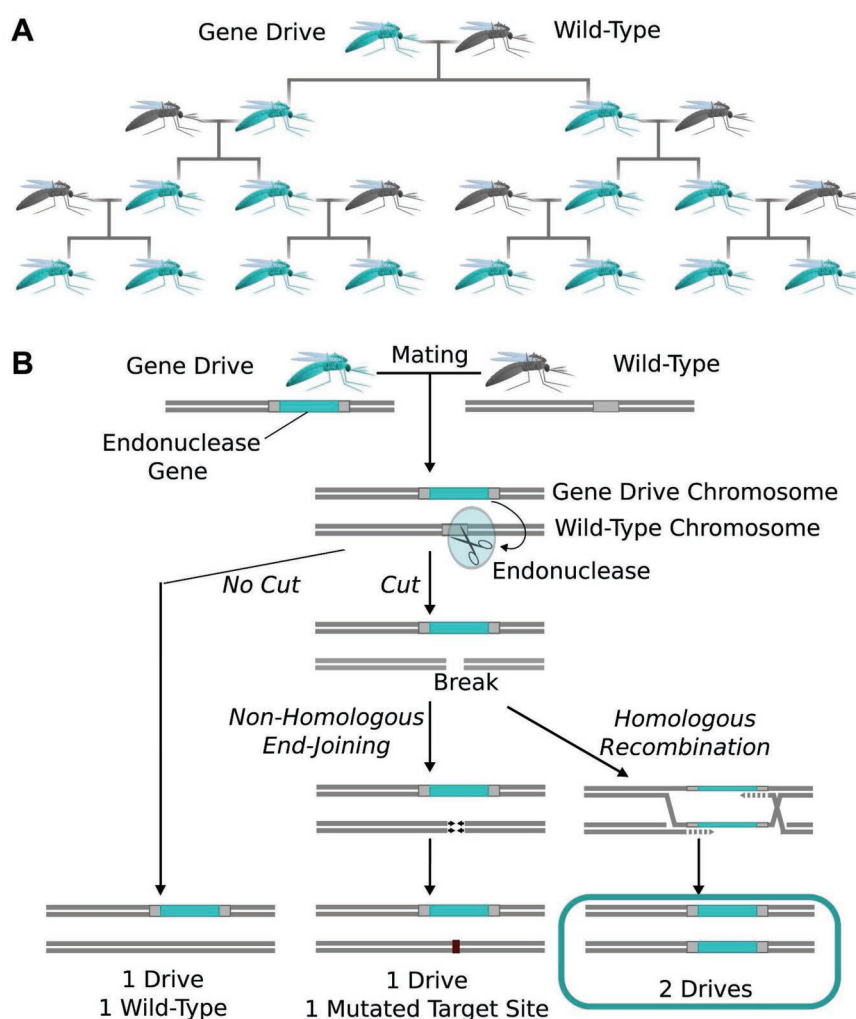 A
Gene Drive
Wild-Type
B
Gene Drive
Mating
Wild-Type
Endonuclease
Gene
Gene Drive Chromosome
Wild-Type Chromosome
Endonuclease
No Cut
Cut
Break
Non-Homologous
End-Joining
Homologous
Recombination
1 Drive
1 Wild-Type
1 Drive
1 Mutated Target Site
2 Drives